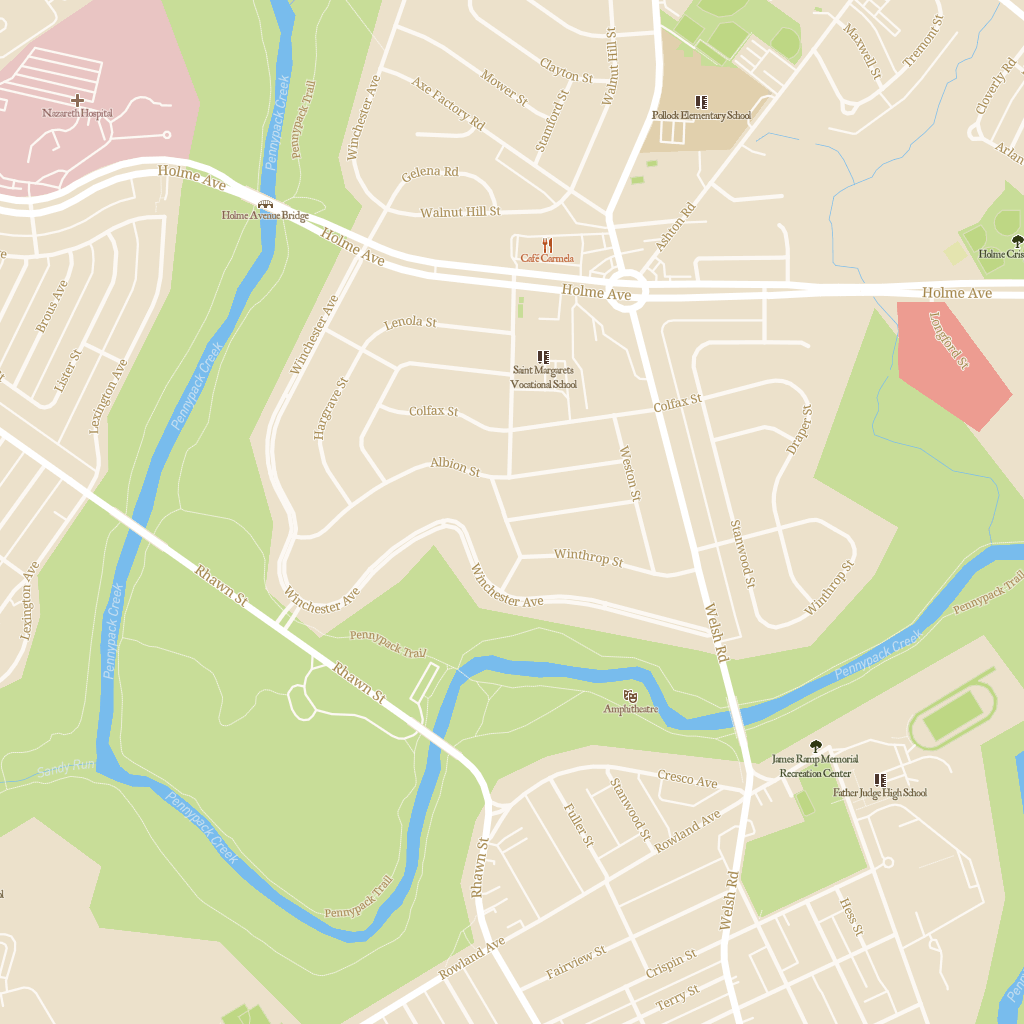 Maxwell St
Tremont St
Walnut Hill St
Clayton St
Mower St
Cloverly Rd
Nazareth Hospital
Pennypack Creek
Pennypack Trail
Winchester Ave
Axe Factory Rd
Stamford St
Pollock Elementary School
Holme Ave
Gelena Rd
Walnut Hill St
Holme Avenue Bridge
Holme Ave
Ashton Rd
Café Carmela
Holme Ave
Holme Ave
Brous Ave
Winchester Ave
Lenola St
Longford St
Lister St
Lexington Ave
Pennypack Creek
Saint Margarets
Vocational School
Hargrave St
Colfax St
Colfax St
Draper St
Albion St
Weston St
Winthrop St
Stanwood St
Winthrop St
Rhawn St
Winchester Ave
Winchester Ave
Lexington Ave
Pennypack Creek
Pennypack Trail
Welsh Rd
Pennypack Trail
Pennypack Creek
Rhawn St
Amphitheatre
Sandy Run
James Ramp Memorial
Recreation Center
Father Judge High School
Cresco Ave
Pennypack Creek
Fuller St
Stanwood St
Rowland Ave
Rhawn St
Pennypack Trail
Welsh Rd
Hess St
Rowland Ave
Fairview St
Crispin St
Terry St